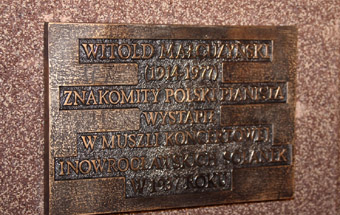 WITOLD MAŁCUŻYŃSKI
(1914-1977)
ZNAKOMITY POLSKI PIANISTA
WYSTĄPIŁ
W MUSZLI KONCERTOWEJ
INOWROCŁAWSKICH SOLANEK
W ROKU